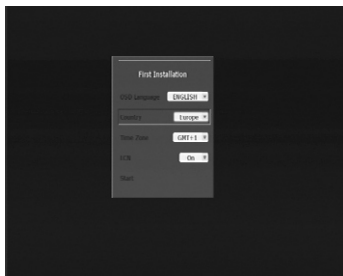 First Installation
OSD Language ENGLISH
Country Europe
Time Zone GMT+1
LCN On
Start